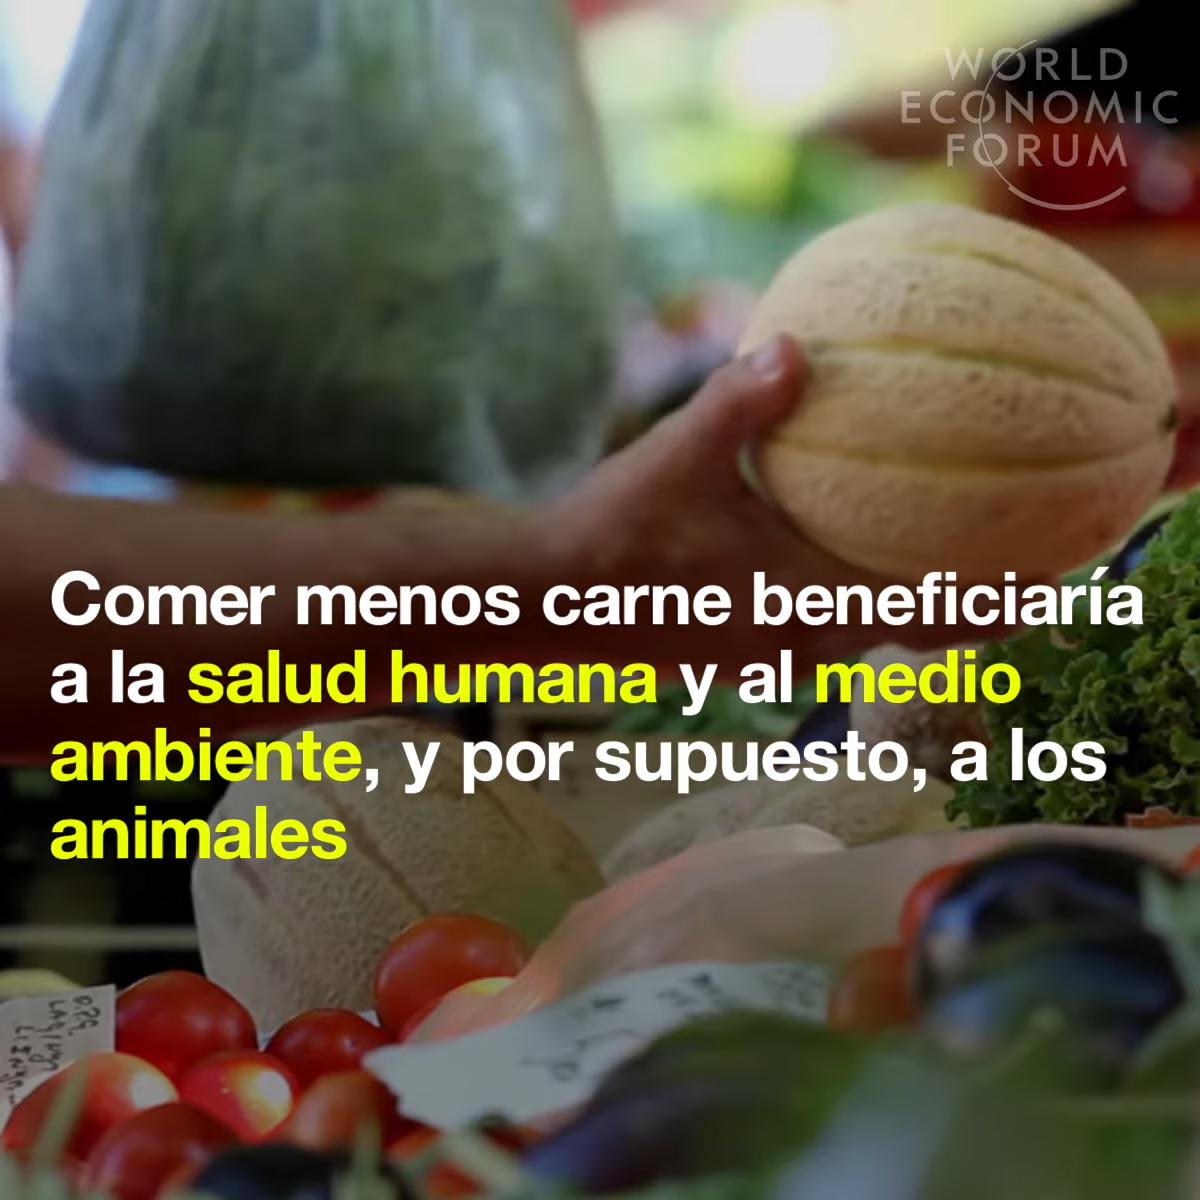 WORLD
ECONOMIC
FORUM
Comer menos carne beneficiaría
a la salud humana y al medio
ambiente, y por supuesto, a los
animales